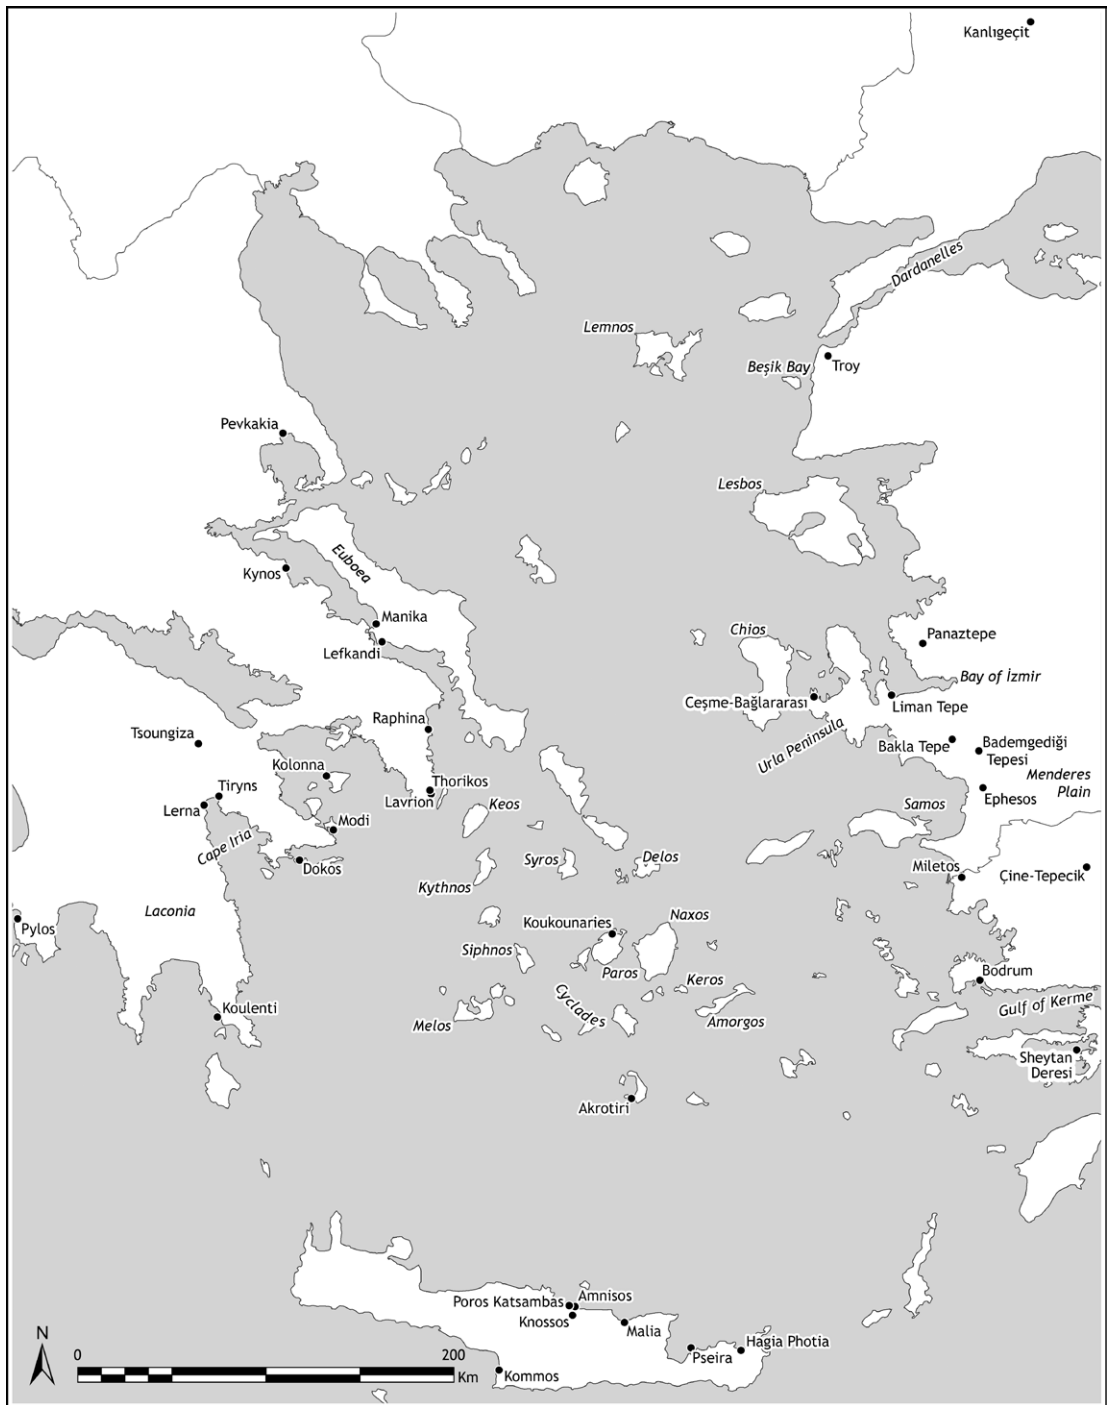 Kanlıgeçit
Dardanelles
Lemnos
Beşik Bay
Troy
Pevkakia
Lesbos
Euboea
Kynos
Manika
Lefkandi
Chios
Panaztepe
Bay of İzmir
Çeşme-Bağlararası
Liman Tepe
Raphina
Tsoungiza
Urla Peninsula
Bakla Tepe
Bademgediği
Tepesi
Kolonna
Menderes
Plain
Tiryns
Thorikos
Lavrion
Ephesos
Lerna
Keos
Samos
Modi
Cape Iria
Dokos
Syros
Delos
Miletos
Çine-Tepecik
Kythnos
Laconia
Naxos
Pylos
Koukounaries
Siphnos
Paros
Keros
Bodrum
Cyclades
Gulf of Kerme
Koulenti
Melos
Amorgos
Sheytan
Deresi
Akrotiri
Amnisos
Poros Katsambas
Knossos
Malia
Hagia Photia
Pseira
Kommos
N
0
200
Km